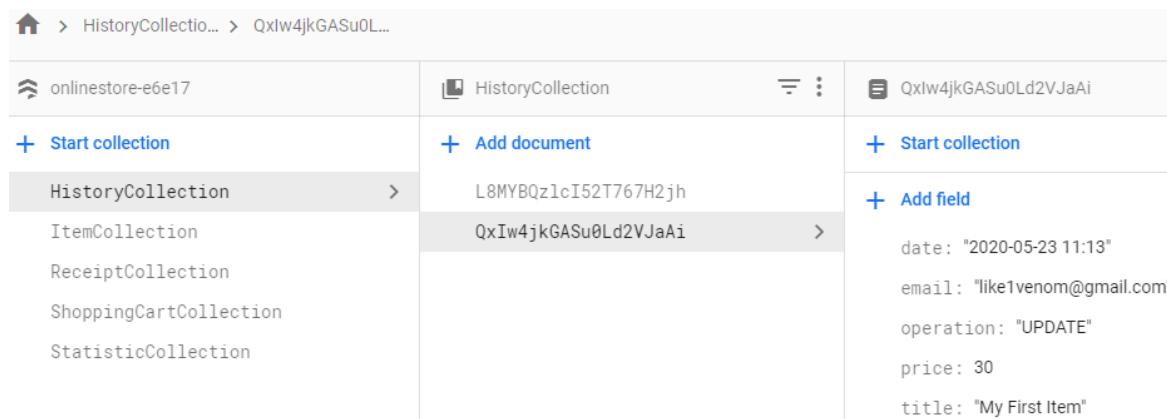 HistoryCollectio... > QxIw4jkGASu0L...
onlinestore-e6e17
HistoryCollection
QxIw4jkGASu0Ld2VJaAi
+ Start collection
+ Add document
+ Start collection
HistoryCollection
ItemCollection
ReceiptCollection
ShoppingCartCollection
StatisticCollection
L8MYBQzlcI52T767H2jh
QxIw4jkGASu0Ld2VJaAi
+ Add field
date: "2020-05-23 11:13"
email: "like1venom@gmail.com"
operation: "UPDATE"
price: 30
title: "My First Item"